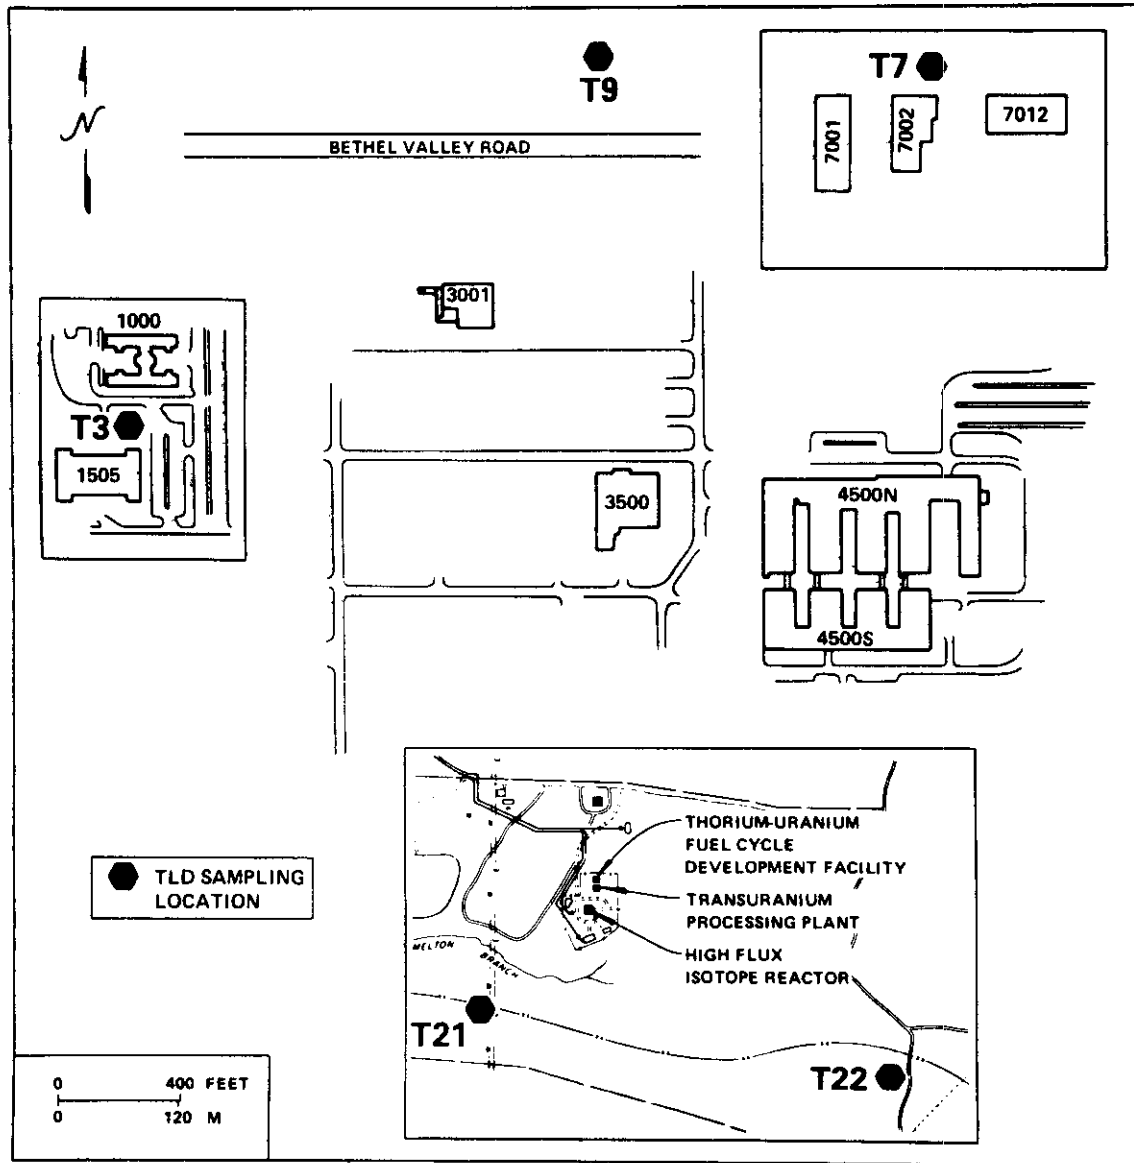 T9
T7
7001
7002
7012
N
BETHEL VALLEY ROAD
3001
1000
T3
1505
3500
4500N
4500S
THORIUM-URANIUM
FUEL CYCLE
DEVELOPMENT FACILITY
TRANSURANIUM
PROCESSING PLANT
HIGH FLUX
ISOTOPE REACTOR
MELTON
BRANCH
T21
T22
TLD SAMPLING
LOCATION
0 400 FEET
0 120 M